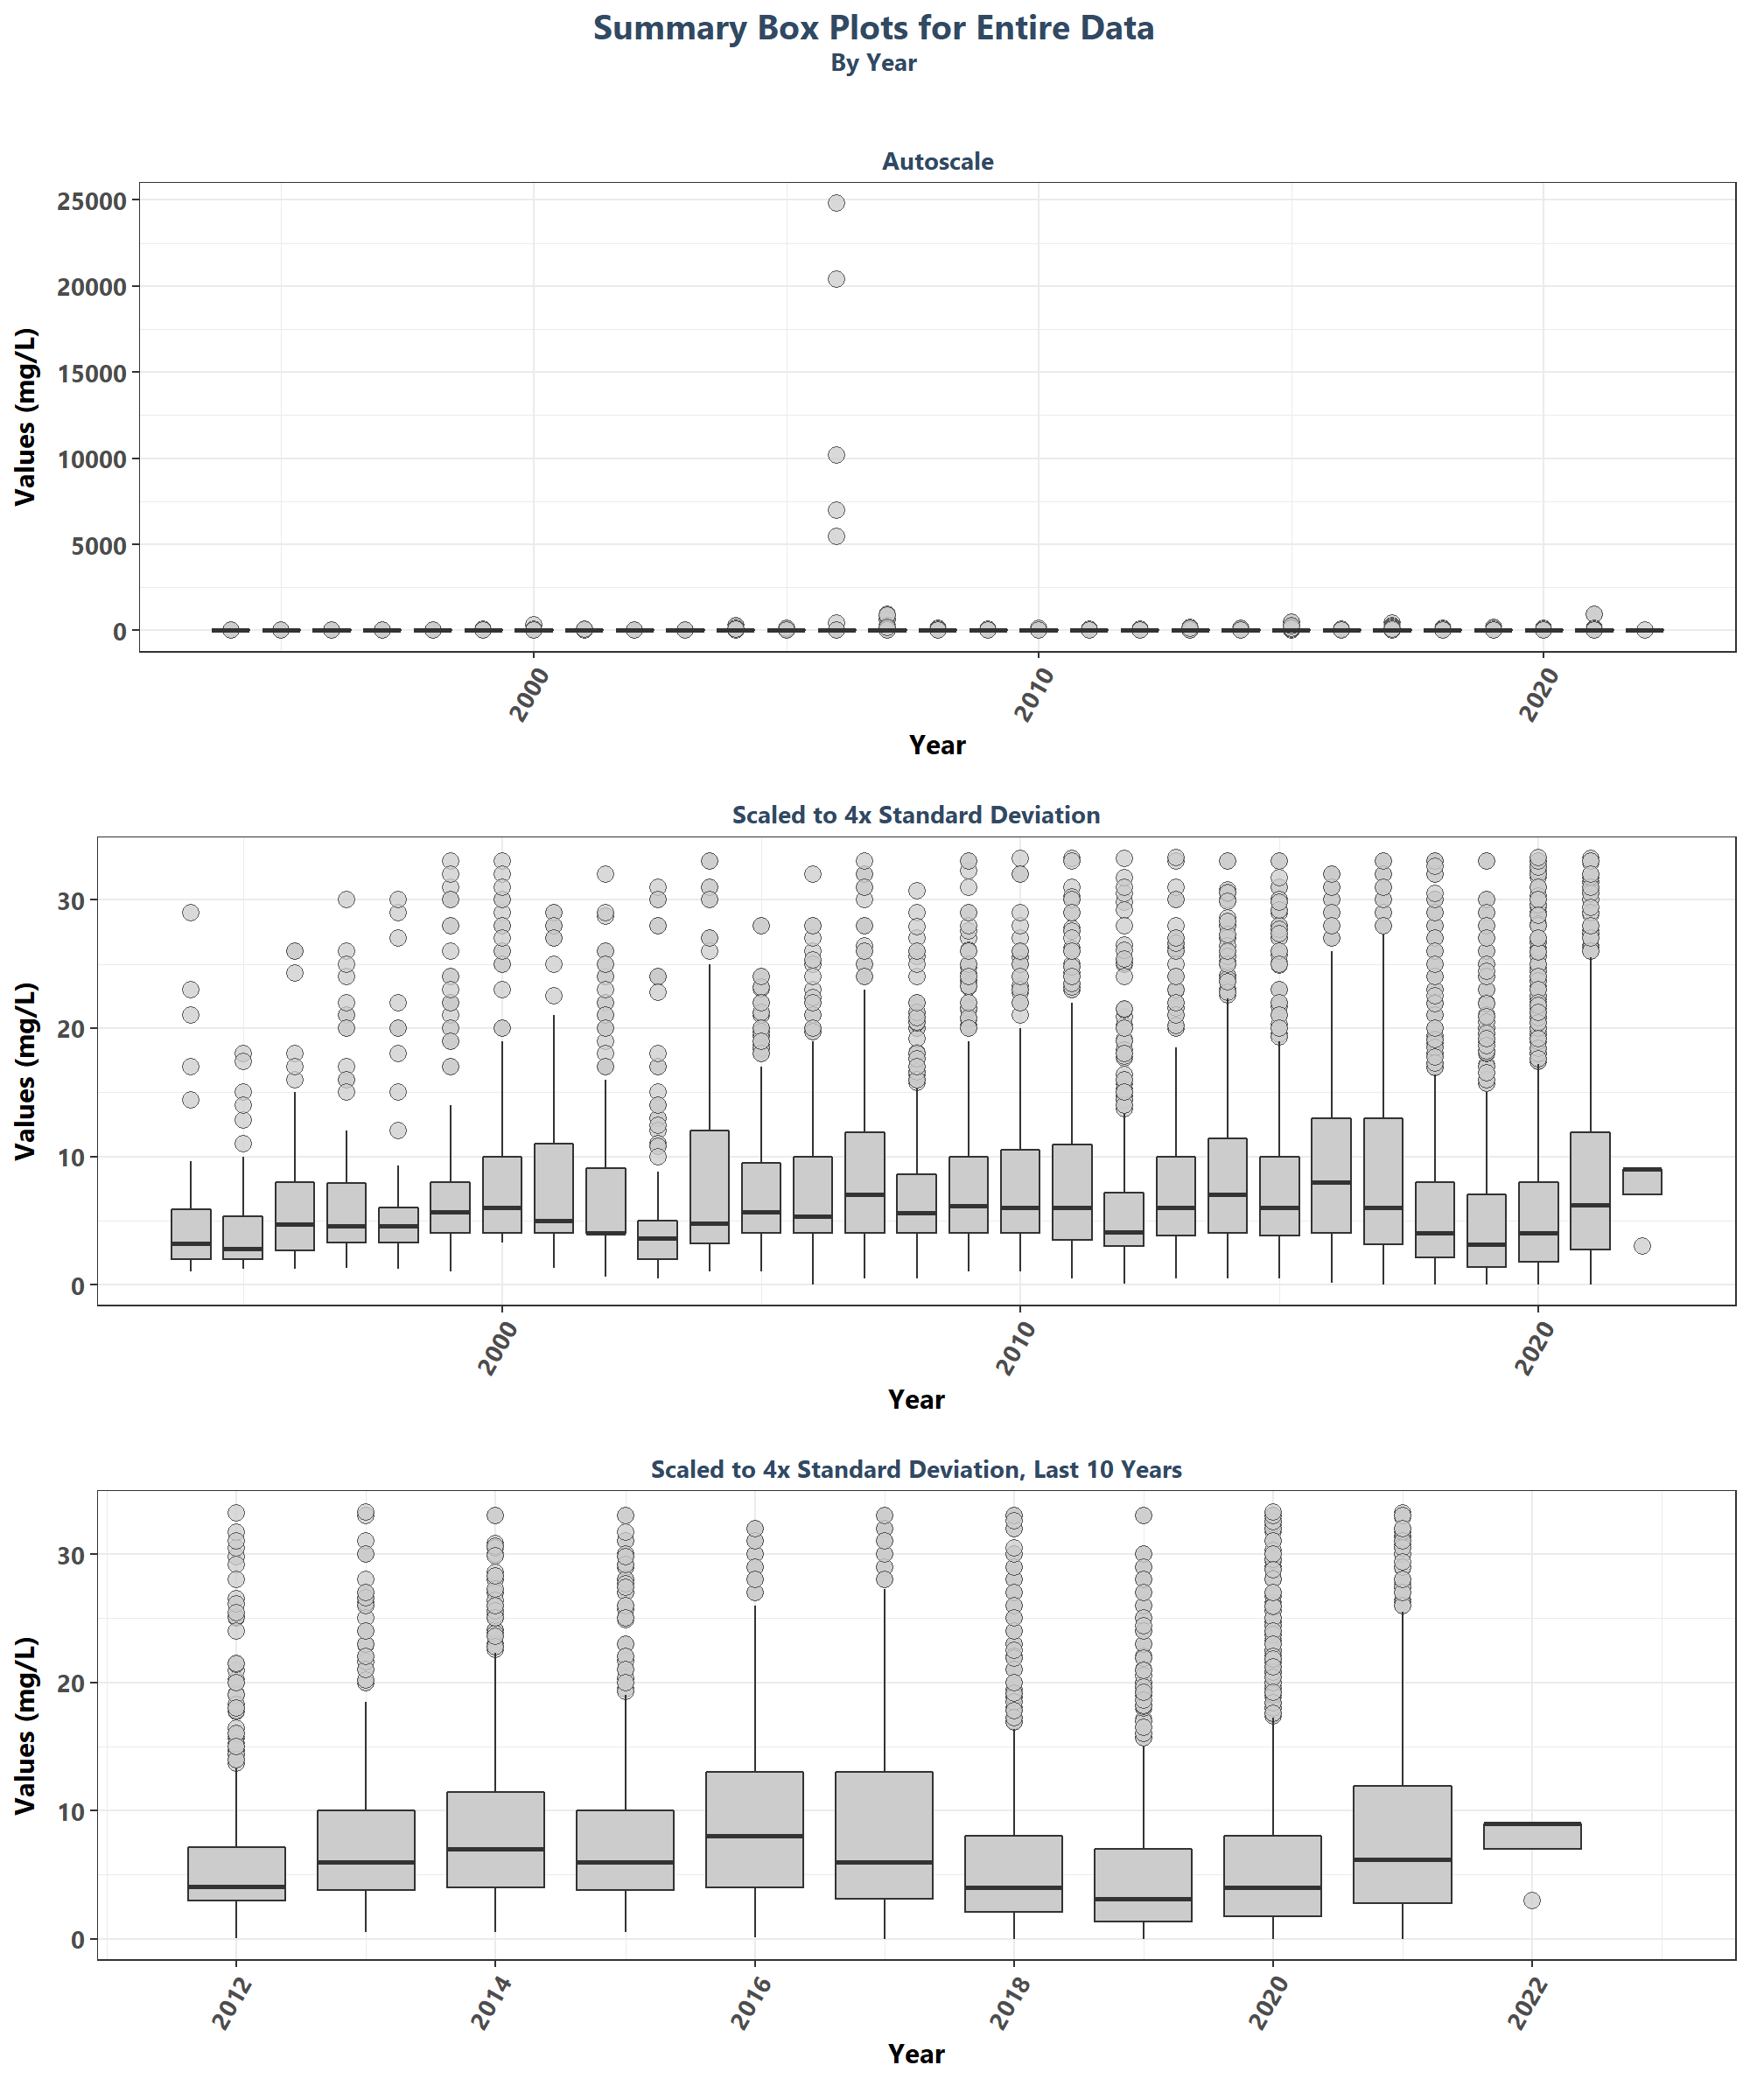 Summary Box Plots for Entire Data
By Year
Autoscale
Values (mg/L)
25000
20000
15000
10000
5000
0
2000
2010
2020
Year
Scaled to 4x Standard Deviation
Values (mg/L)
30
20
10
0
2000
2010
2020
Year
Scaled to 4x Standard Deviation, Last 10 Years
Values (mg/L)
30
20
10
0
2012
2014
2016
2018
2020
2022
Year